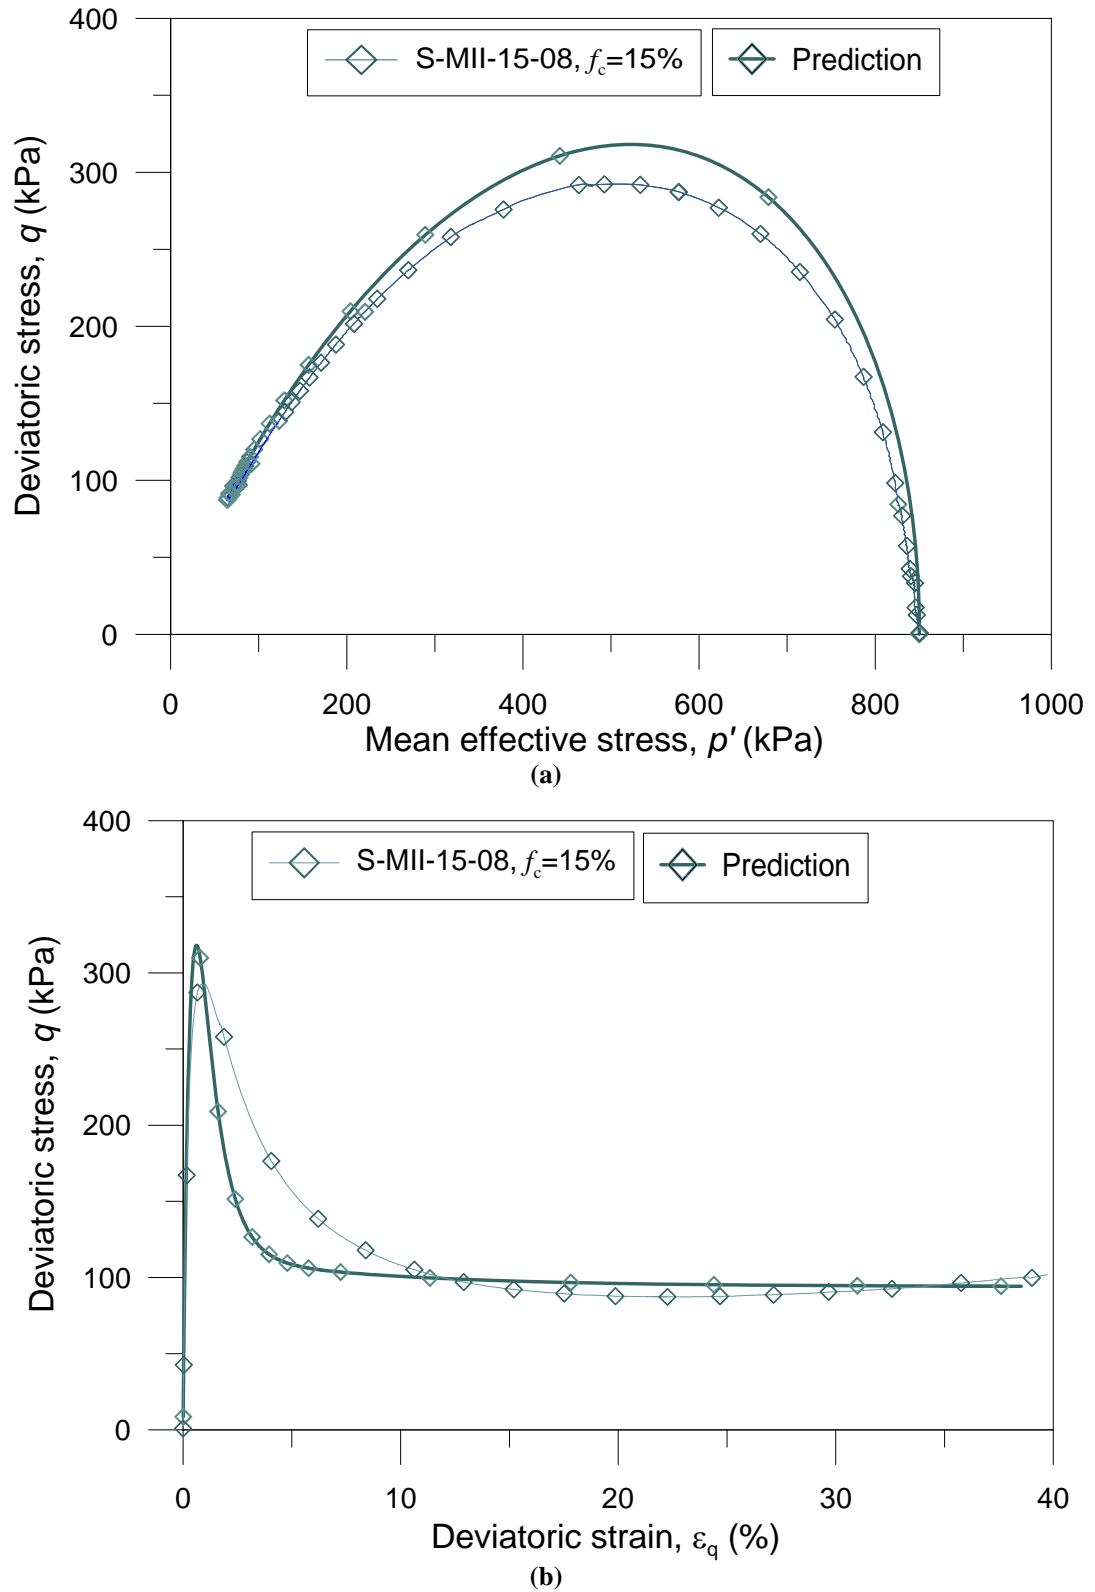 400
S-MII-15-08, fc=15%
Prediction
300
200
100
0
Deviatoric stress, q (kPa)
0 200 400 600 800 1000
Mean effective stress, p' (kPa)
(a)
400
S-MII-15-08, fc=15%
Prediction
300
200
100
0
Deviatoric stress, q (kPa)
0 10 20 30 40
Deviatoric strain, εq (%)
(b)